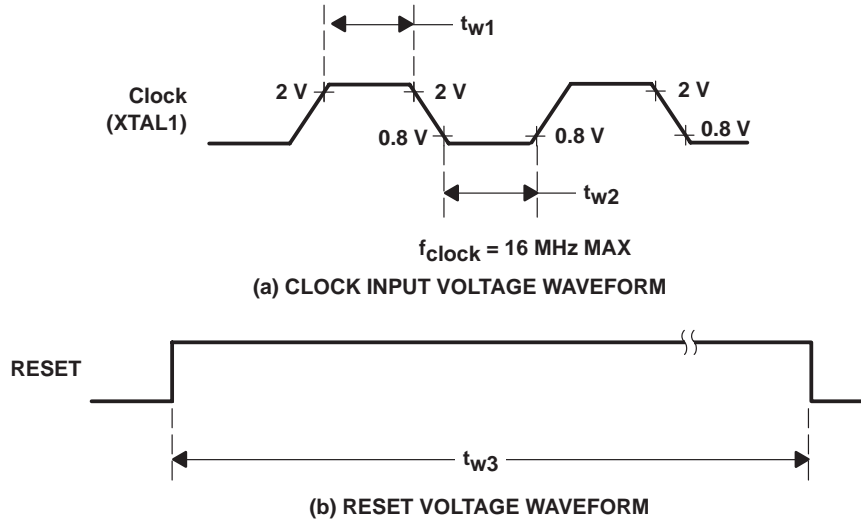 tw1
2 V
2 V
2 V
Clock
(XTAL1)
0.8 V
0.8 V
0.8 V
tw2
fclock = 16 MHz MAX
(a) CLOCK INPUT VOLTAGE WAVEFORM
RESET
tw3
(b) RESET VOLTAGE WAVEFORM